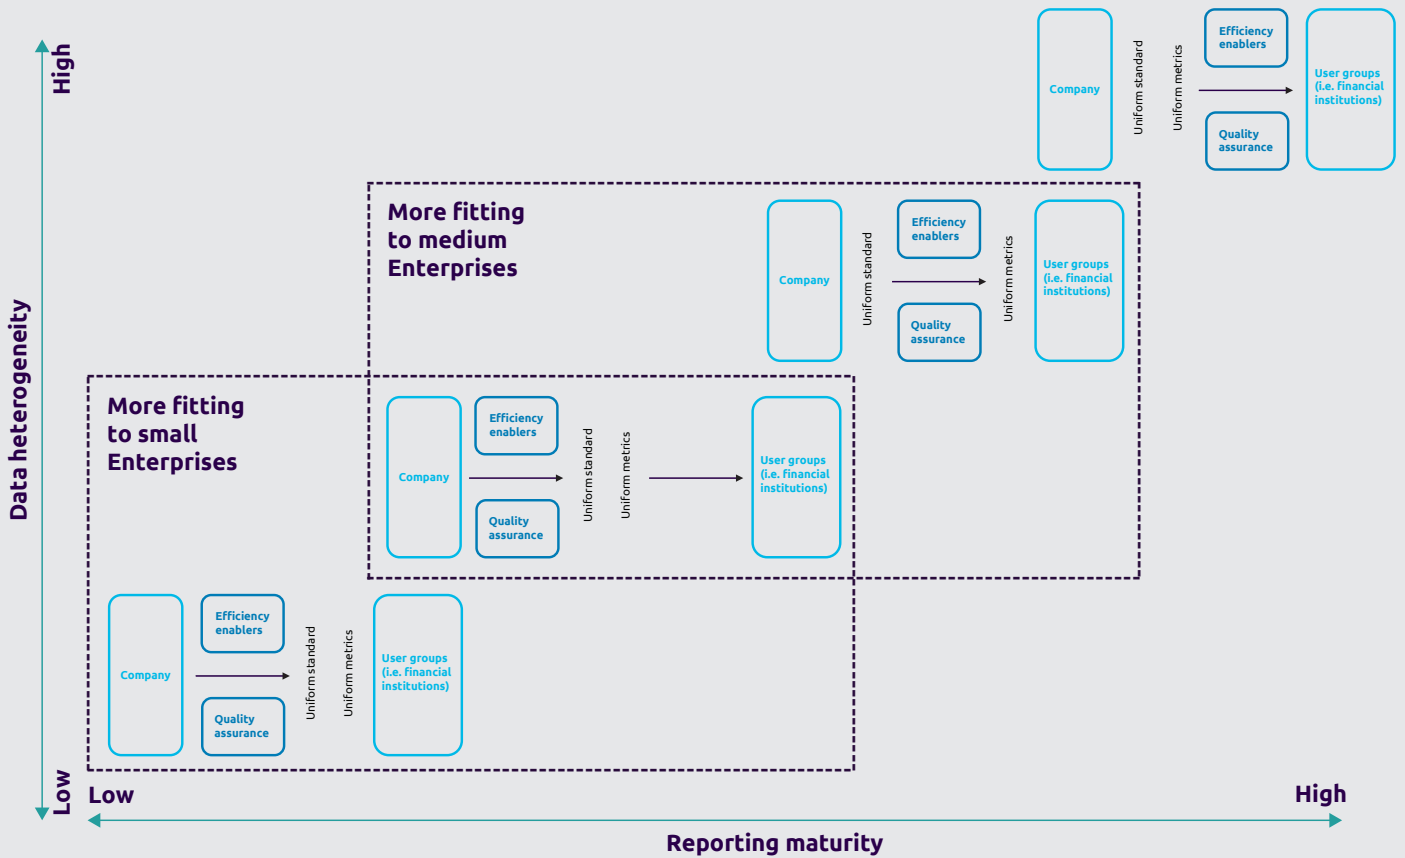 High
Data heterogeneity
Low
Company
Uniform standard
Uniform metrics
Efficiency
enablers
Quality
assurance
User groups
(i.e. financial
institutions)
More fitting
to medium
Enterprises
Company
Uniform standard
Efficiency
enablers
Quality
assurance
Uniform metrics
User groups
(i.e. financial
institutions)
More fitting
to small
Enterprises
Company
Efficiency
enablers
Quality
assurance
Uniform standard
Uniform metrics
User groups
(i.e. financial
institutions)
Company
Efficiency
enablers
Quality
assurance
Uniform standard
Uniform metrics
User groups
(i.e. financial
institutions)
Low
High
Reporting maturity